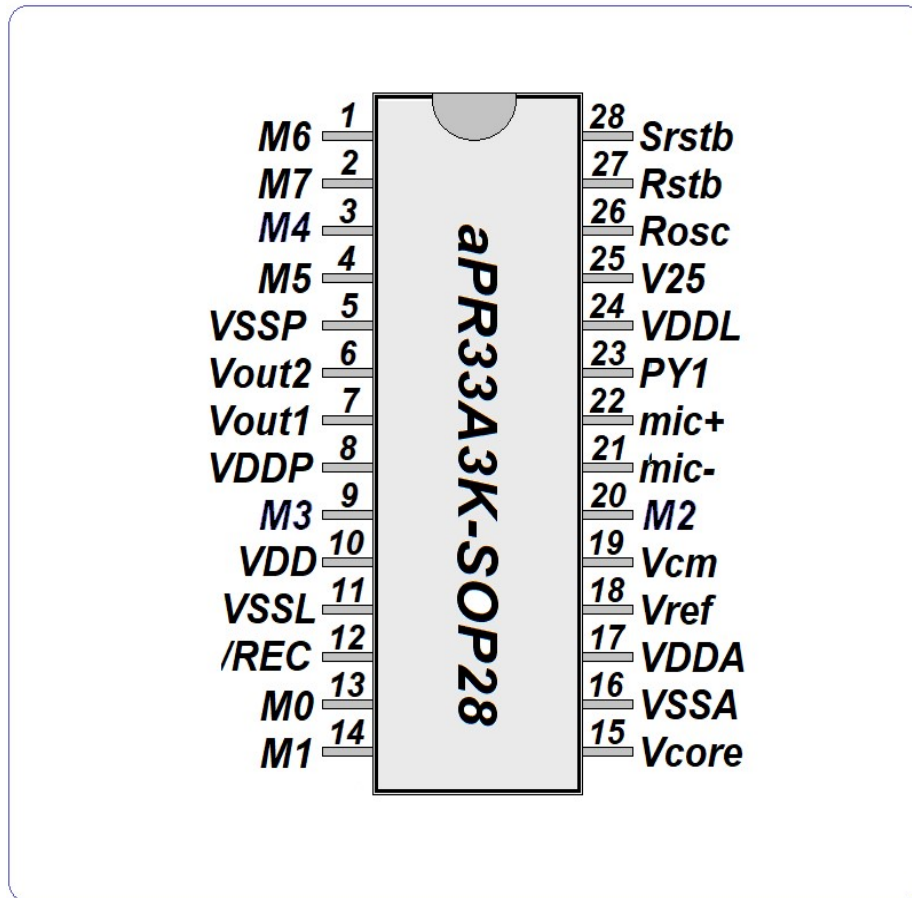 M6 1
M7 2
M4 3
M5 4
VSSP 5
Vout2 6
Vout1 7
VDDP 8
M3 9
VDD 10
VSSL 11
/REC 12
M0 13
M1 14
aPR33A3K-SOP28
28 Srstb
27 Rstb
26 Rosc
25 V25
24 VDDL
23 PY1
22 mic+
21 mic-
20 M2
19 Vcm
18 Vref
17 VDDA
16 VSSA
15 Vcore